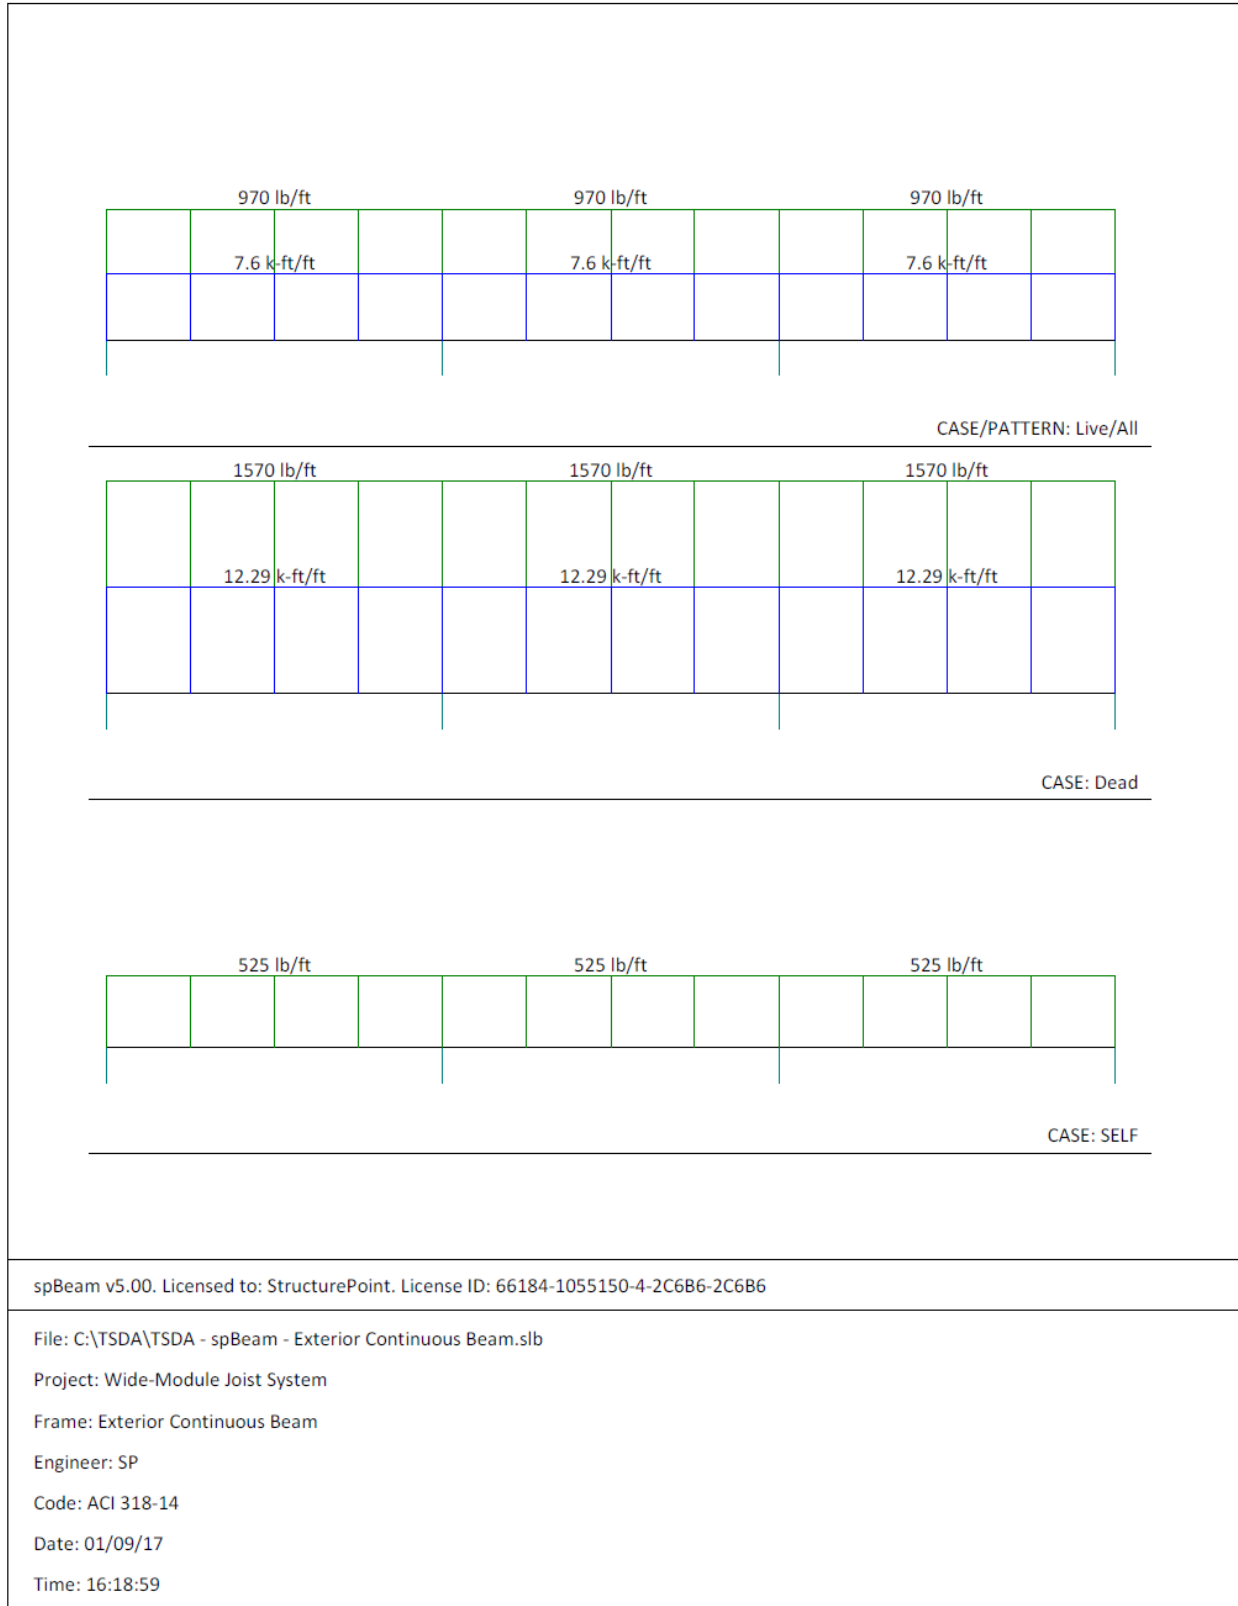 970 lb/ft 970 lb/ft 970 lb/ft
7.6 k-ft/ft 7.6 k-ft/ft 7.6 k-ft/ft
CASE/PATTERN: Live/All
1570 lb/ft 1570 lb/ft 1570 lb/ft
12.29 k-ft/ft 12.29 k-ft/ft 12.29 k-ft/ft
CASE: Dead
525 lb/ft 525 lb/ft 525 lb/ft
CASE: SELF
spBeam v5.00. Licensed to: StructurePoint. License ID: 66184-1055150-4-2C6B6-2C6B6
File: C:\TSDA\TSDA - spBeam - Exterior Continuous Beam.slb
Project: Wide-Module Joist System
Frame: Exterior Continuous Beam
Engineer: SP
Code: ACI 318-14
Date: 01/09/17
Time: 16:18:59